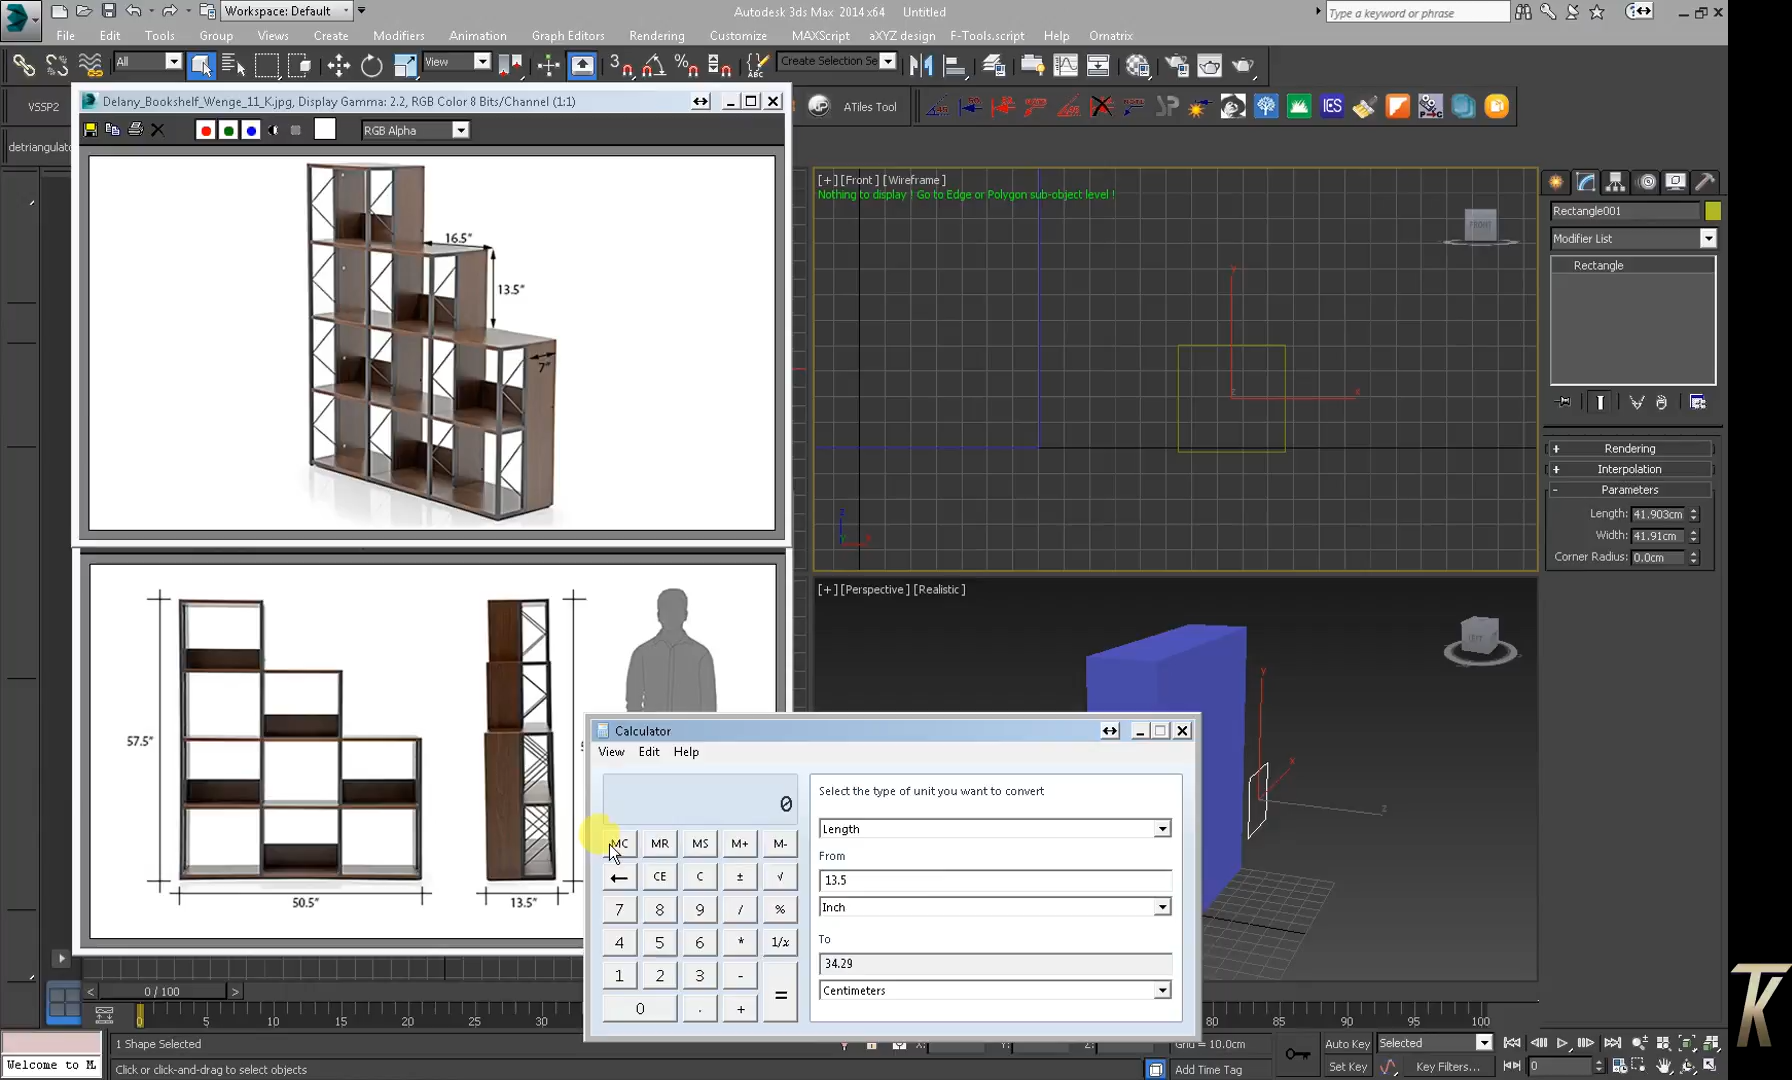 Workspace: Default
Autodesk 3ds Max 2014 x64 Untitled
Type a keyword or phrase
File Edit Tools Group Views Create Modifiers Animation Graph Editors Rendering Customize MAXScript aXYZ design F-Tools.script Help Ornatrix
All View 3 % ABC Create Selection Se
VSSP2
Delany_Bookshelf_Wenge_11_K.jpg, Display Gamma: 2.2, RGB Color 8 Bits/Channel (1:1)
ATiles Tool
IES
RGB Alpha
detriangulato
[+] [Front] [Wireframe]
Nothing to display ! Go to Edge or Polygon sub-object level !
FRONT
Rectangle001
Modifier List
Rectangle
16.5"
13.5"
7"
y
x
z
Rendering
Interpolation
Parameters
Length: 41.903cm
Width: 41.91cm
Corner Radius: 0.0cm
[+] [Perspective] [Realistic]
57.5"
50.5"
13.5"
Calculator
View Edit Help
0
Select the type of unit you want to convert
Length
From
13.5
Inch
To
34.29
Centimeters
MC MR MS M+ M-
← CE C ± √
7 8 9 / %
4 5 6 * 1/x
1 2 3 - =
0 . +
0 / 100
0 5 10 15 20 25 30 80 85 90 95 100
1 Shape Selected
Grid = 10.0cm
Auto Key Selected
Welcome to M
Click or click-and-drag to select objects
Add Time Tag
Set Key Key Filters... 0
TK